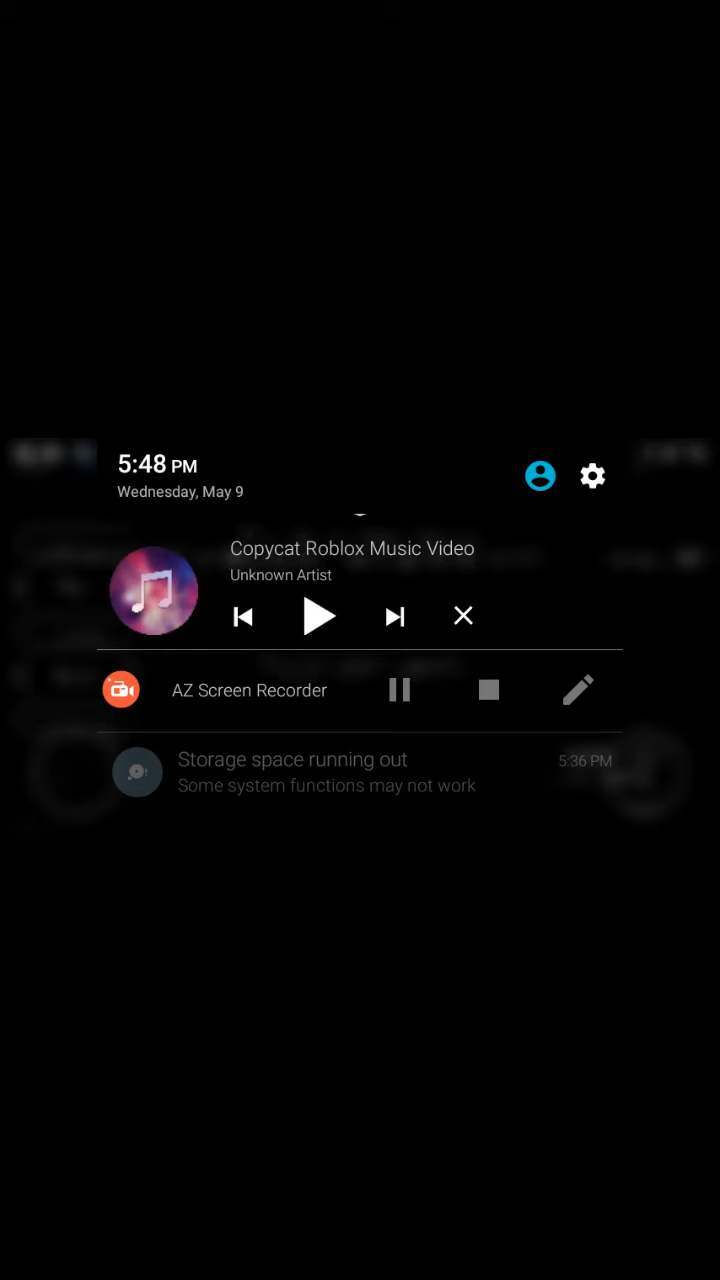 5:48 PM
Wednesday, May 9
Copycat Roblox Music Video
Unknown Artist
AZ Screen Recorder
Storage space running out
5:36 PM
Some system functions may not work